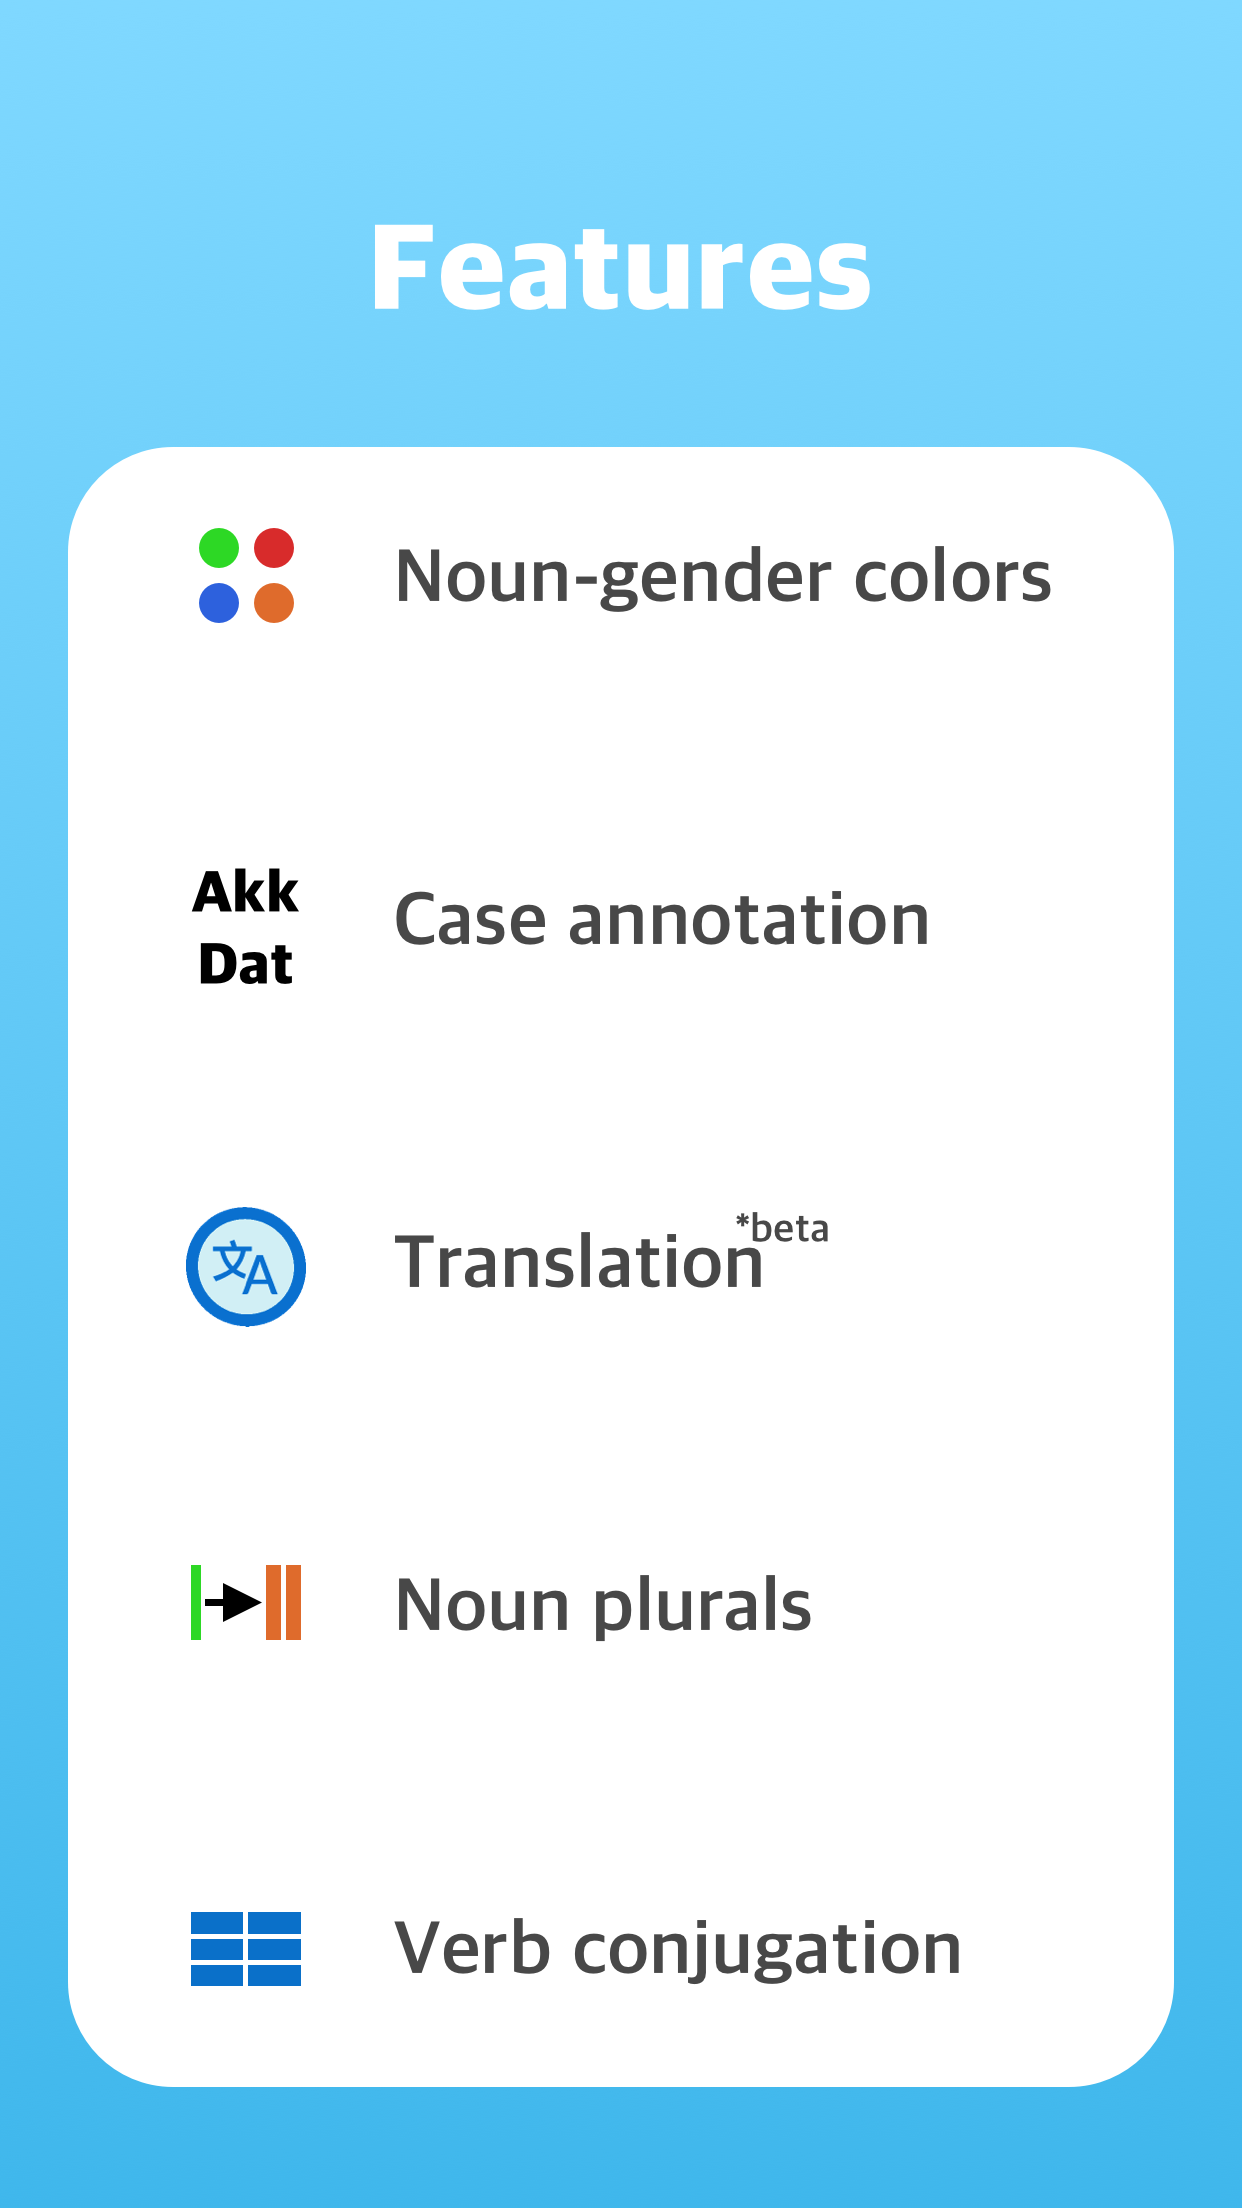 Features
Noun-gender colors
Akk
Dat
Case annotation
文A
Translation*beta
Noun plurals
Verb conjugation